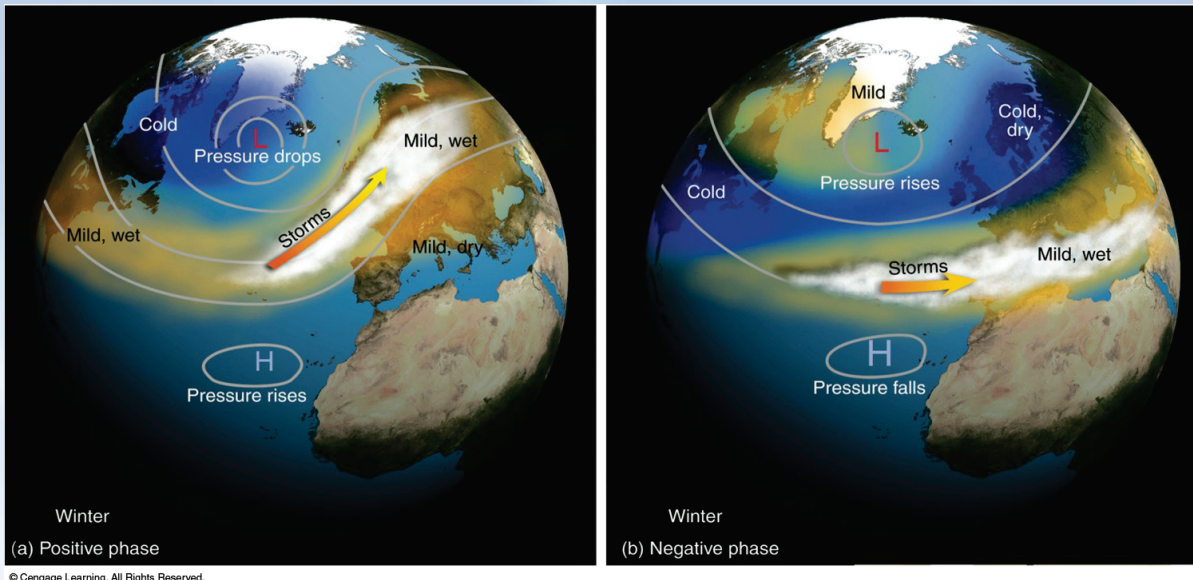 Cold
L
Pressure drops
Mild, wet
Storms
Mild, wet
Mild, dry
H
Pressure rises
Winter
(a) Positive phase
Mild
Cold,
dry
L
Pressure rises
Cold
Storms
Mild, wet
H
Pressure falls
Winter
(b) Negative phase
© Cengage Learning. All Rights Reserved.